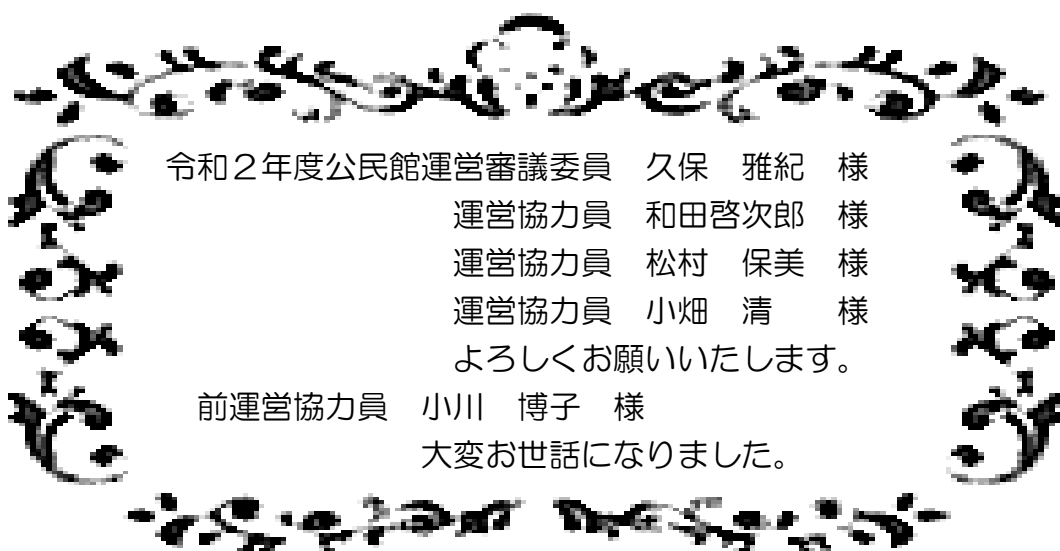 令和２年度公民館運営審議委員　久保　雅紀　様
運営協力員　和田啓次郎　様
運営協力員　松村　保美　様
運営協力員　小畑　清　　様
よろしくお願いいたします。
前運営協力員　小川　博子　様
大変お世話になりました。